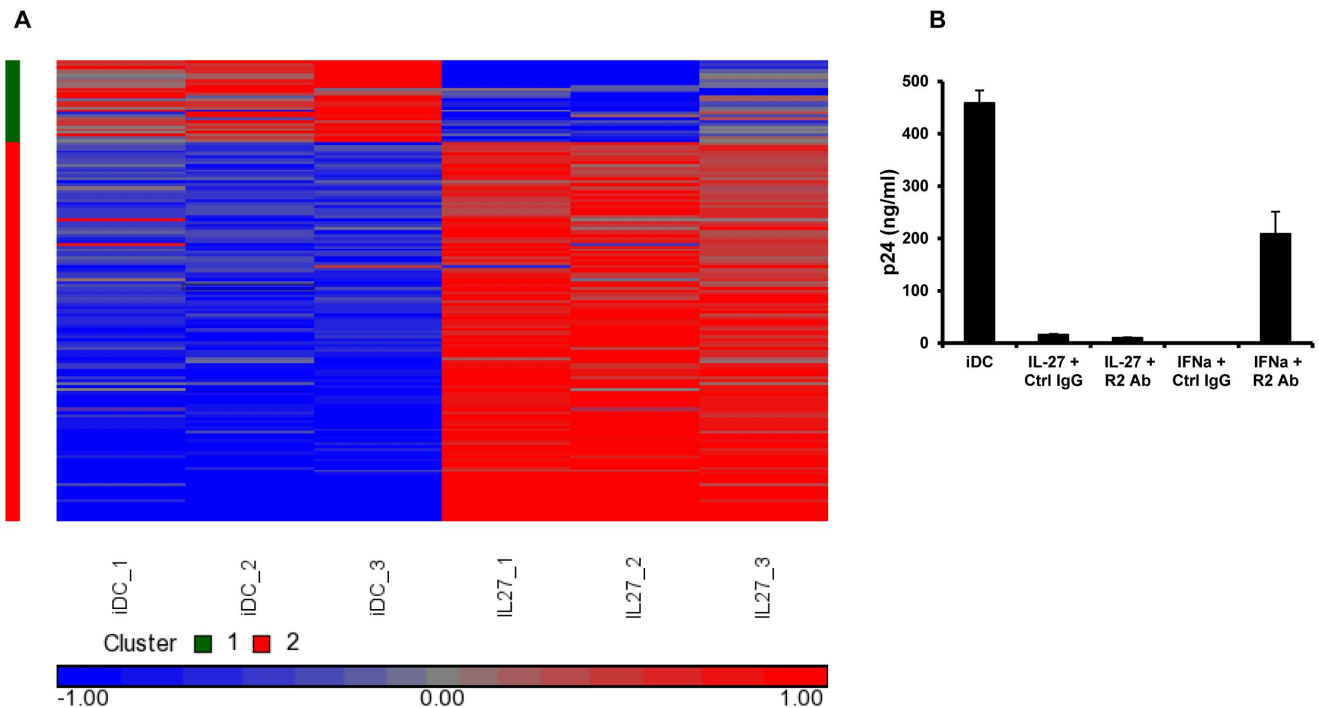 A
B
iDC_1
iDC_2
iDC_3
IL27_1
IL27_2
IL27_3
Cluster 1 2
-1.00 0.00 1.00
p24 (ng/ml)
500
400
300
200
100
0
iDC
IL-27 +
Ctrl IgG
IL-27 +
R2 Ab
IFNa +
Ctrl IgG
IFNa +
R2 Ab